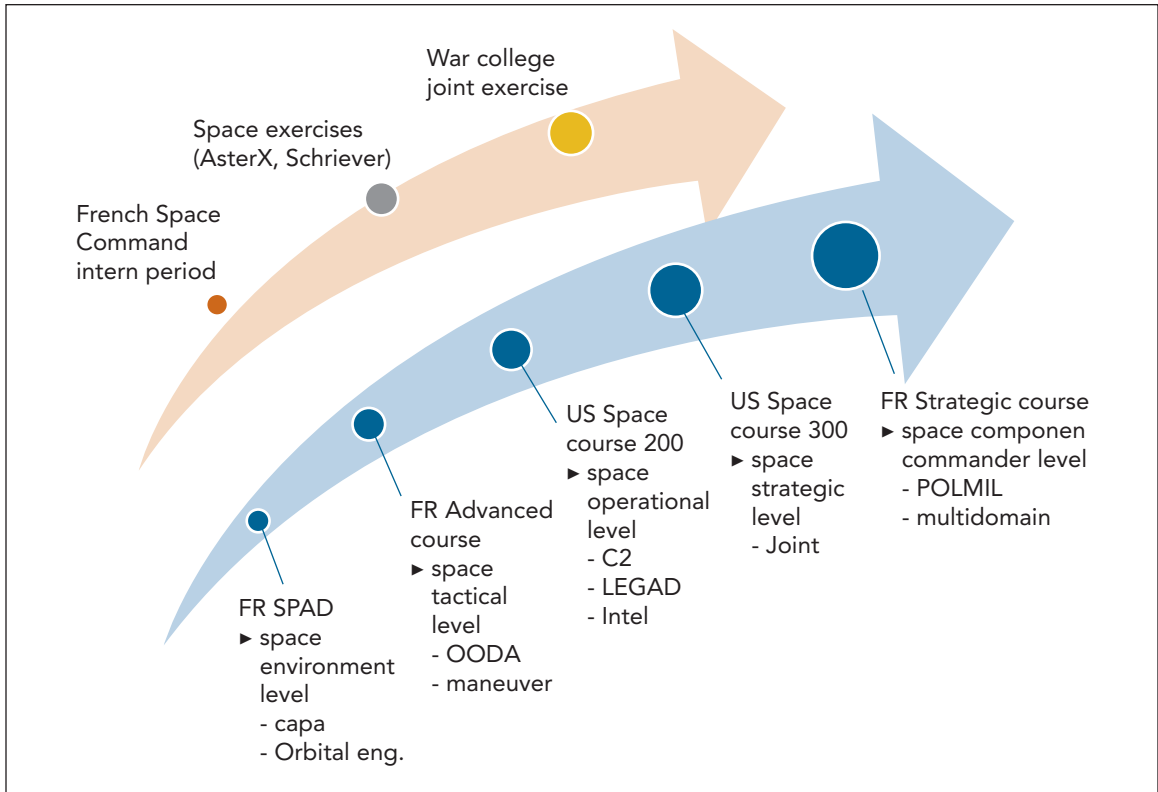 War college
joint exercise
Space exercises
(AsterX, Schriever)
French Space
Command
intern period
FR SPAD
► space
environment
level
- capa
- Orbital eng.
FR Advanced
course
► space
tactical
level
- OODA
- maneuver
US Space
course 200
► space
operational
level
- C2
- LEGAD
- Intel
US Space
course 300
► space
strategic
level
- Joint
FR Strategic course
► space componen
commander level
- POLMIL
- multidomain